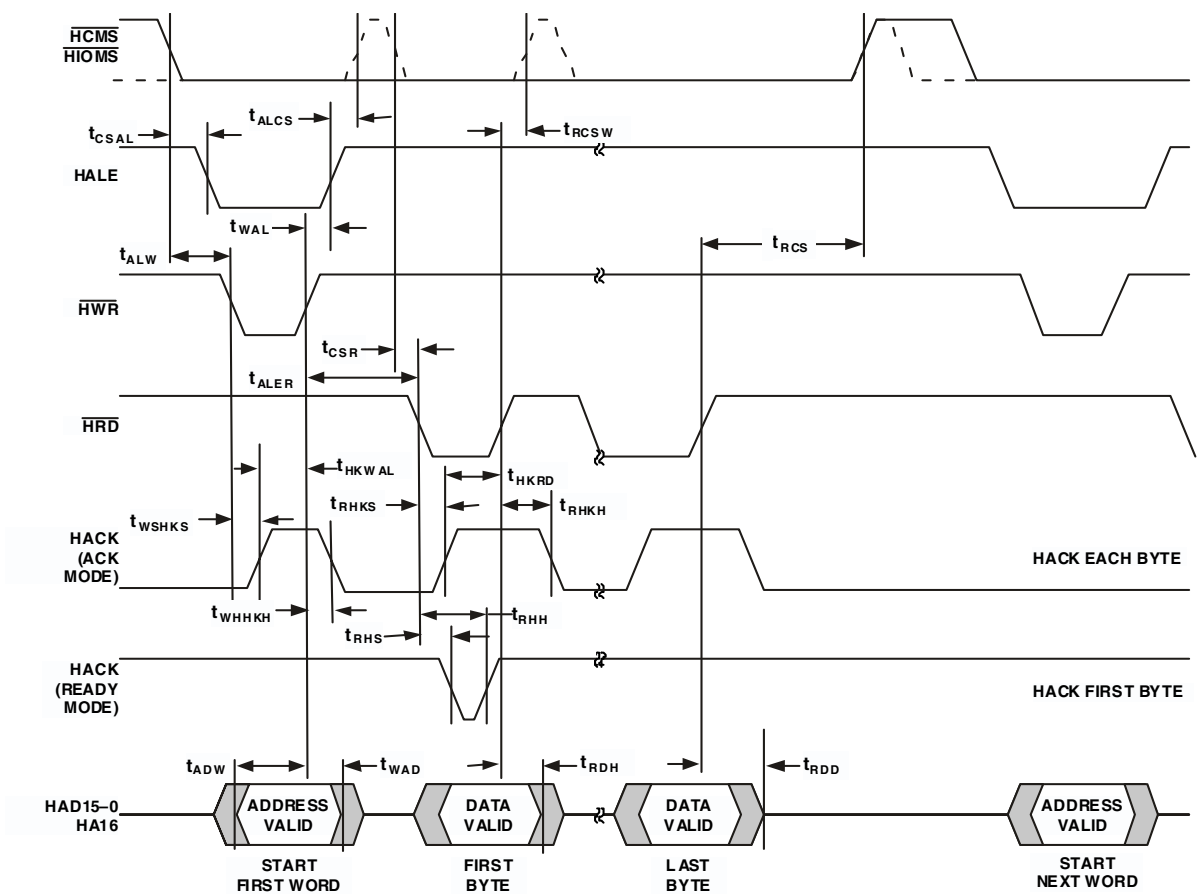 HCMS
HIOMS
tALCS
tCSAL
tRCSW
HALE
tWAL
tRCS
tALW
HWR
tCSR
tALER
HRD
tHKWAL
tHKRD
tRHKS
tRHKH
tWSHKS
HACK
(ACK
MODE)
HACK EACH BYTE
tWHHKH
tRHH
tRHS
HACK
(READY
MODE)
HACK FIRST BYTE
tADW
tWAD
tRDH
tRDD
HAD15–0
HA16
ADDRESS
VALID
DATA
VALID
DATA
VALID
ADDRESS
VALID
START
FIRST WORD
FIRST
BYTE
LAST
BYTE
START
NEXT WORD